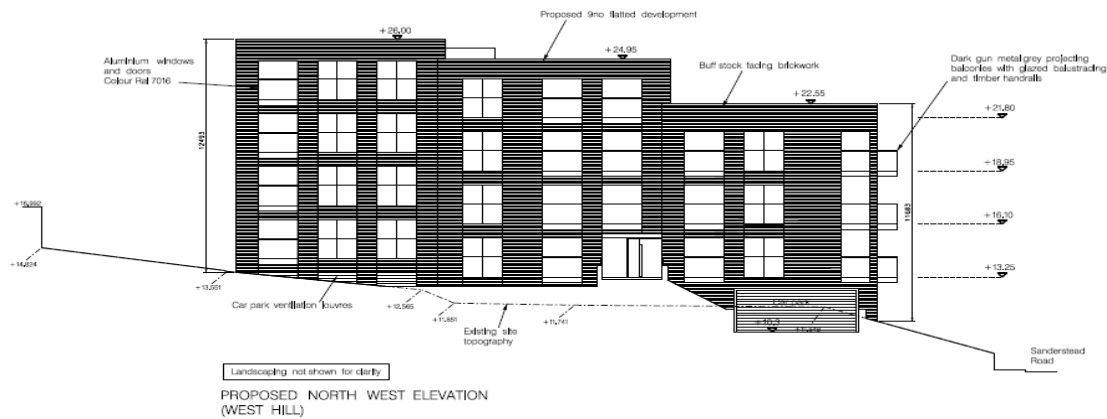 Proposed 9no flatted development
+26.00
+24.95
Aluminium windows
and doors
Colour Ral 7016
Buff stock facing brickwork
Dark gun metal grey projecting
balconies with glazed balustrading
and timber handrails
+22.55
+21.80
12493
+18.95
+16.992
11683
+16.10
+14.824
+13.591
+13.25
Car park ventilation louvres
+12.565
+11.881
+11.741
Car park
Existing site
topography
Sanderstead
Road
Landscaping not shown for clarity
PROPOSED NORTH WEST ELEVATION
(WEST HILL)